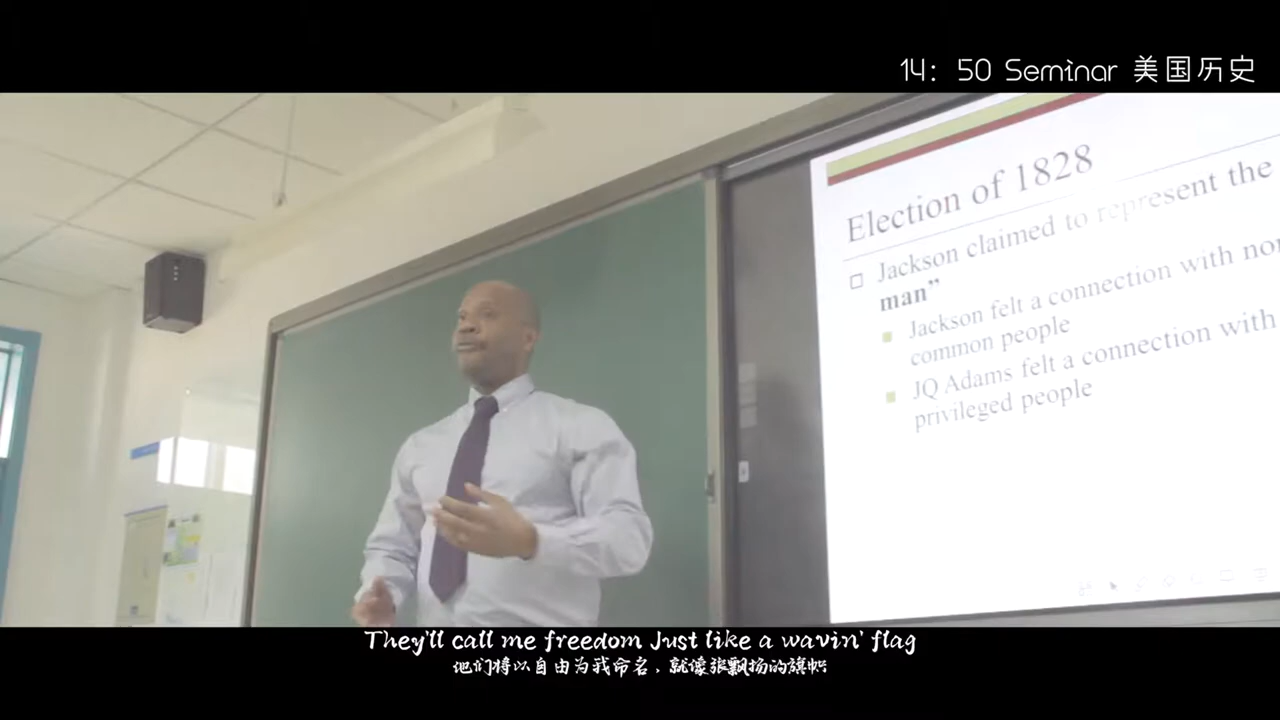 14: 50 Seminar 美国历史
Election of 1828
Jackson claimed to represent the
man”
Jackson felt a connection with
common people
JQ Adams felt a connection with
privileged people
They'll call me freedom Just like a wavin' flag
他们将以自由为我命名，就像张飘扬的旗帜